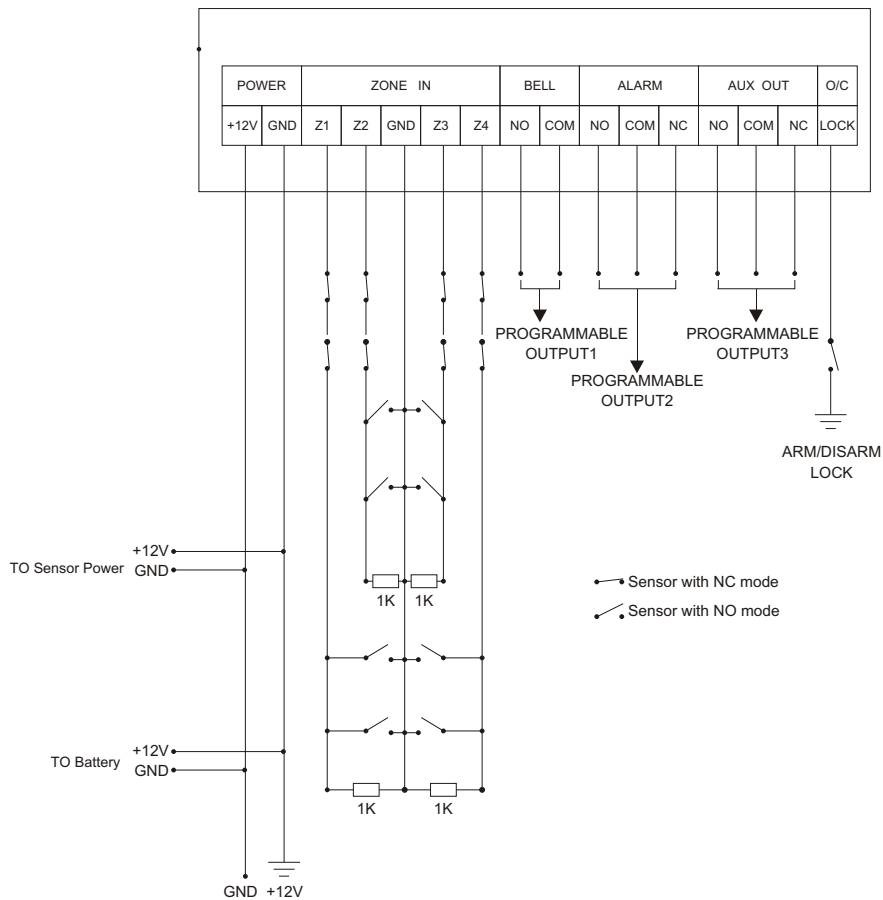 POWER ZONE IN BELL ALARM AUX OUT O/C
+12V GND Z1 Z2 GND Z3 Z4 NO COM NO COM NC NO COM NC LOCK
PROGRAMMABLE
OUTPUT1
PROGRAMMABLE
OUTPUT2
PROGRAMMABLE
OUTPUT3
ARM/DISARM
LOCK
TO Sensor Power
+12V
GND
1K 1K
Sensor with NC mode
Sensor with NO mode
TO Battery
+12V
GND
1K 1K
GND +12V